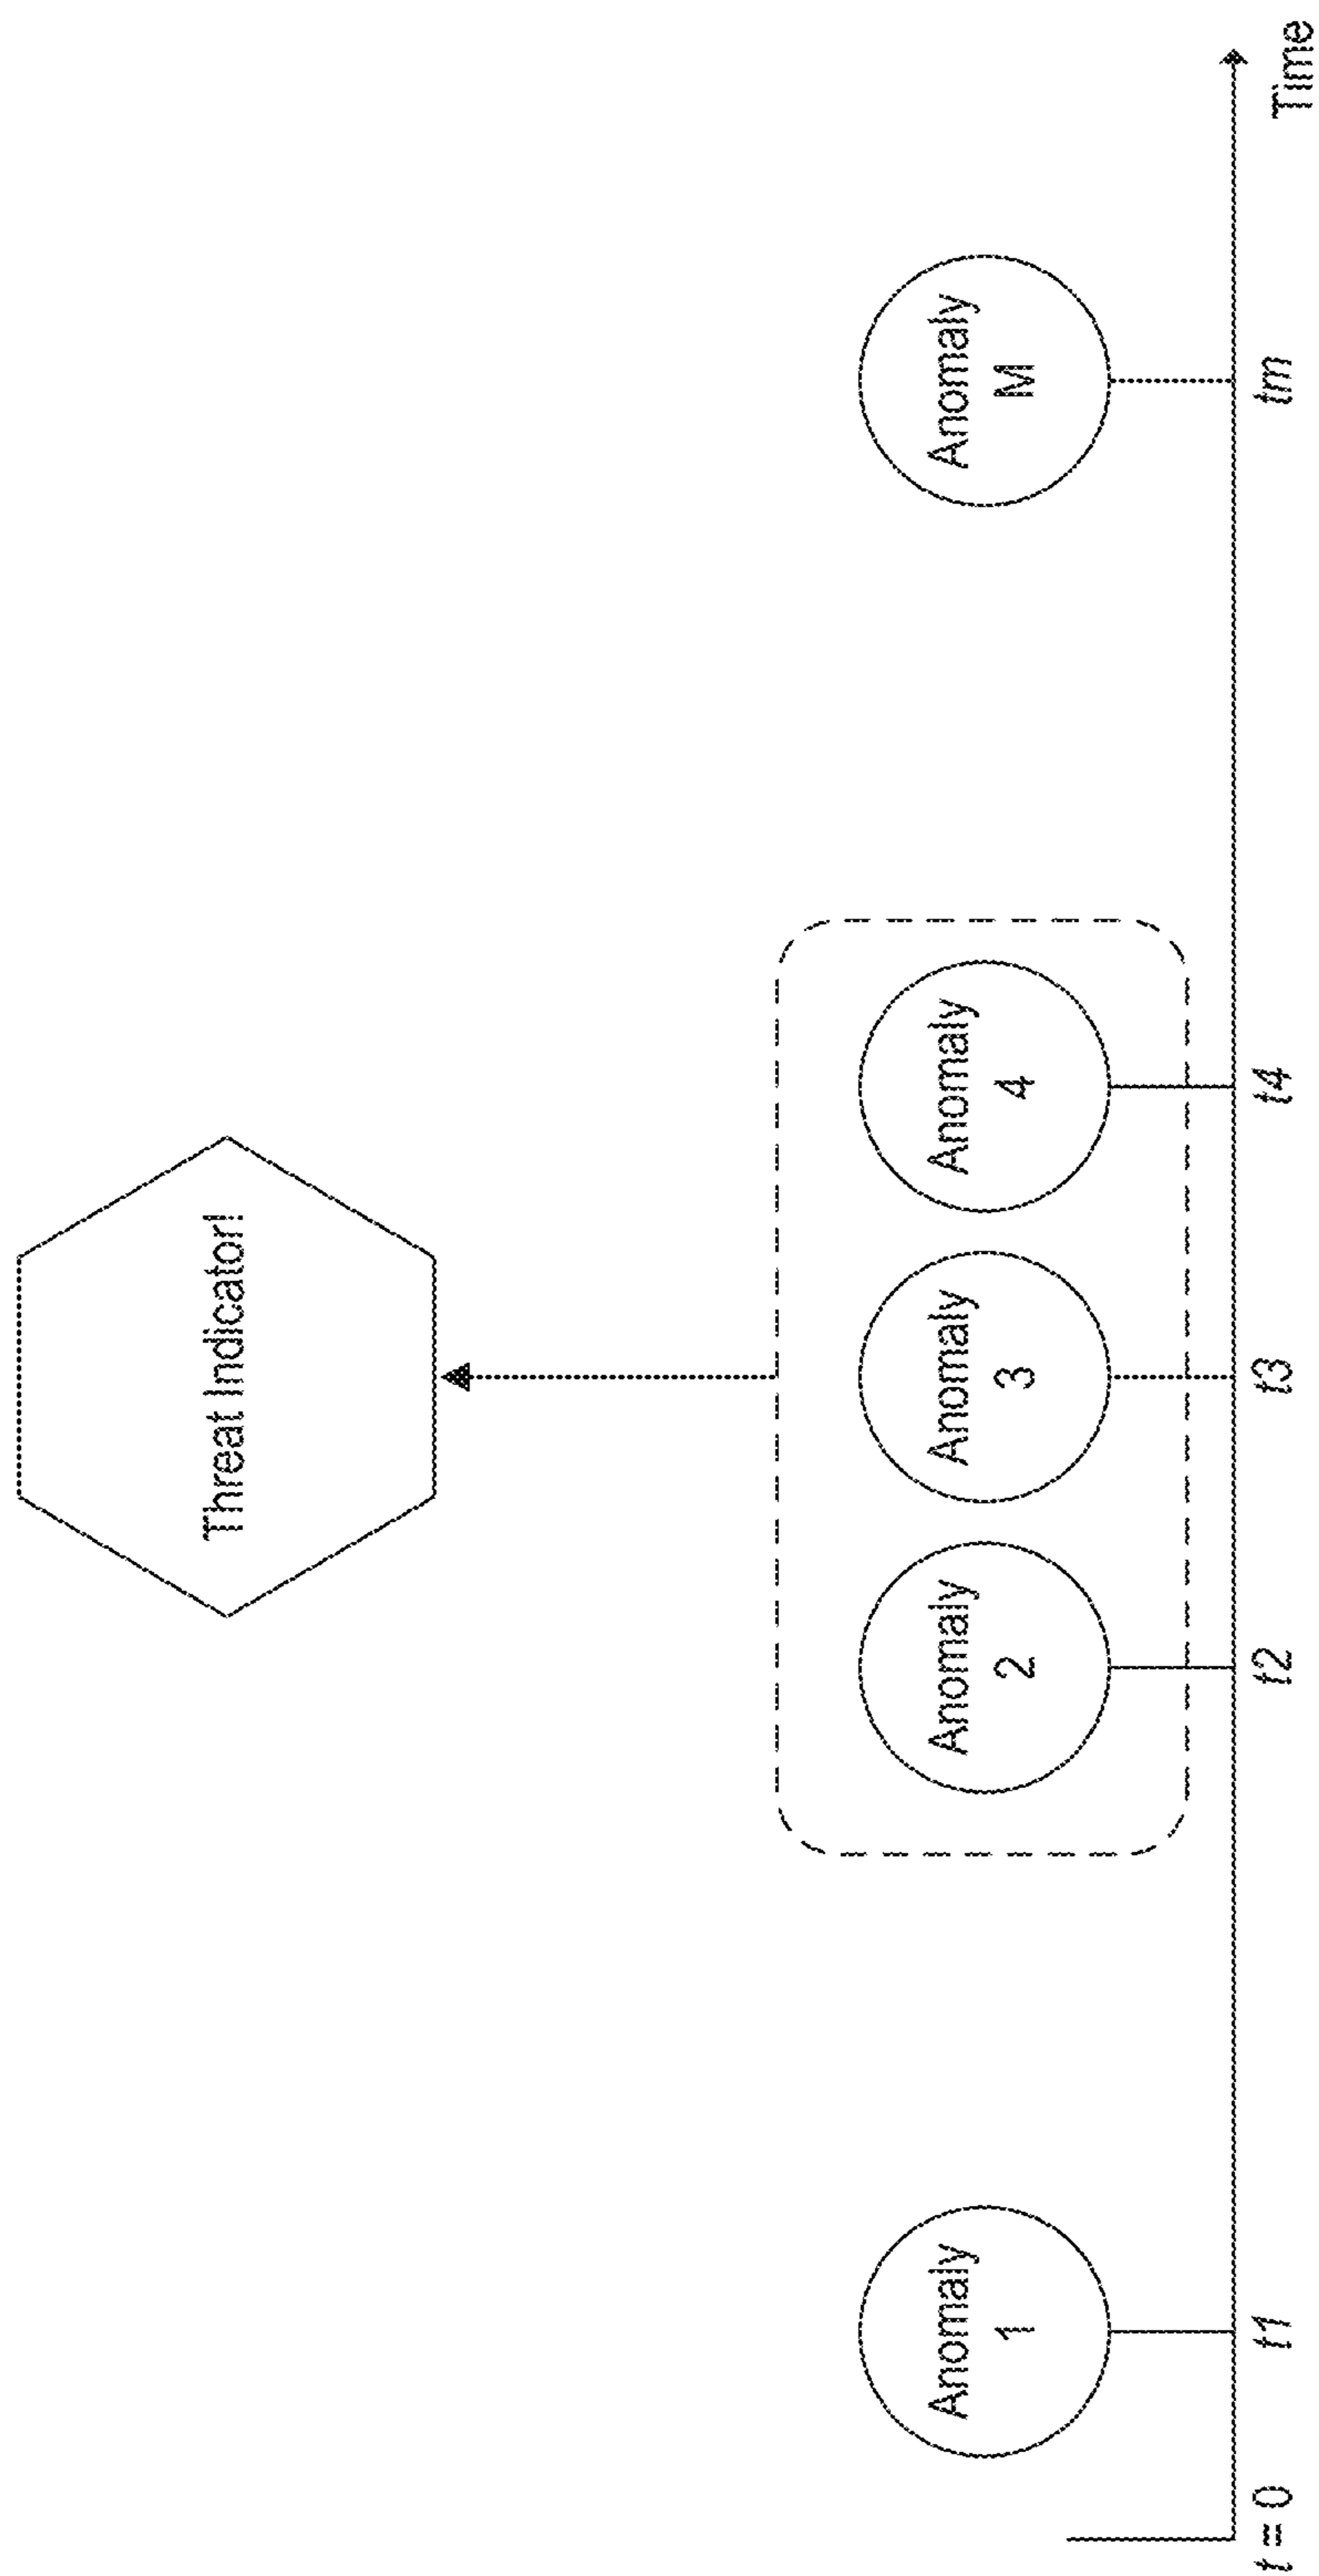 Threat Indicator!
Anomaly
1
Anomaly
2
Anomaly
3
Anomaly
4
Anomaly
M
t = 0
t1
t2
t3
t4
tm
Time